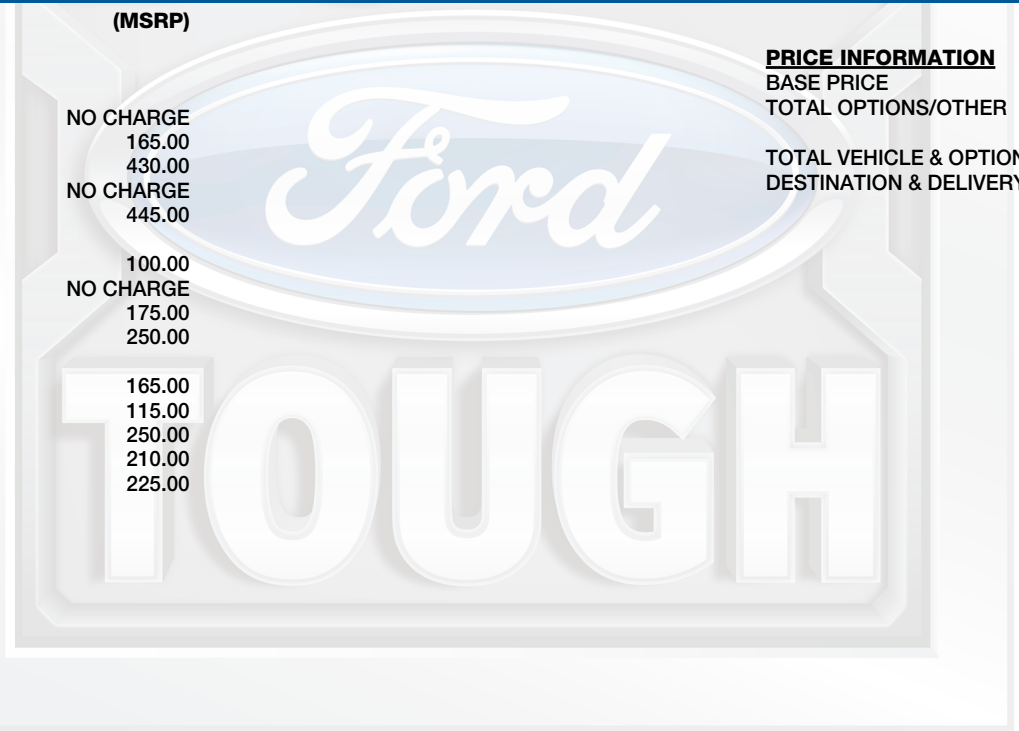 (MSRP)
NO CHARGE
165.00
430.00
NO CHARGE
445.00
100.00
NO CHARGE
175.00
250.00
165.00
115.00
250.00
210.00
225.00
PRICE INFORMATION
BASE PRICE
TOTAL OPTIONS/OTHER
TOTAL VEHICLE & OPTION
DESTINATION & DELIVERY
Ford
TOUGH